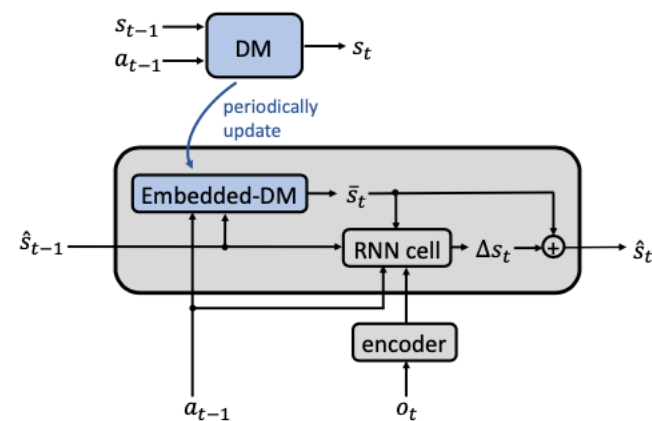 s_{t−1}
a_{t−1}
DM
s_t
periodically
update
Embedded-DM
s̄_t
ŝ_{t−1}
RNN cell
Δs_t
+
ŝ_t
encoder
a_{t−1}
o_t